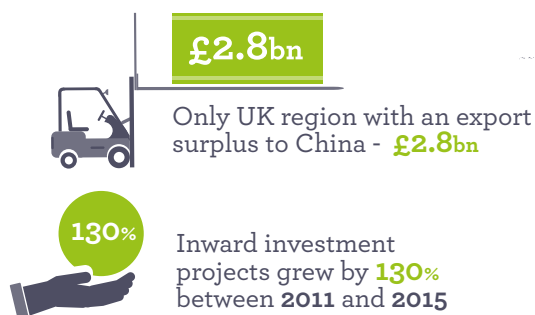 £2.8bn
Only UK region with an export
surplus to China - £2.8bn
130%
Inward investment
projects grew by 130%
between 2011 and 2015